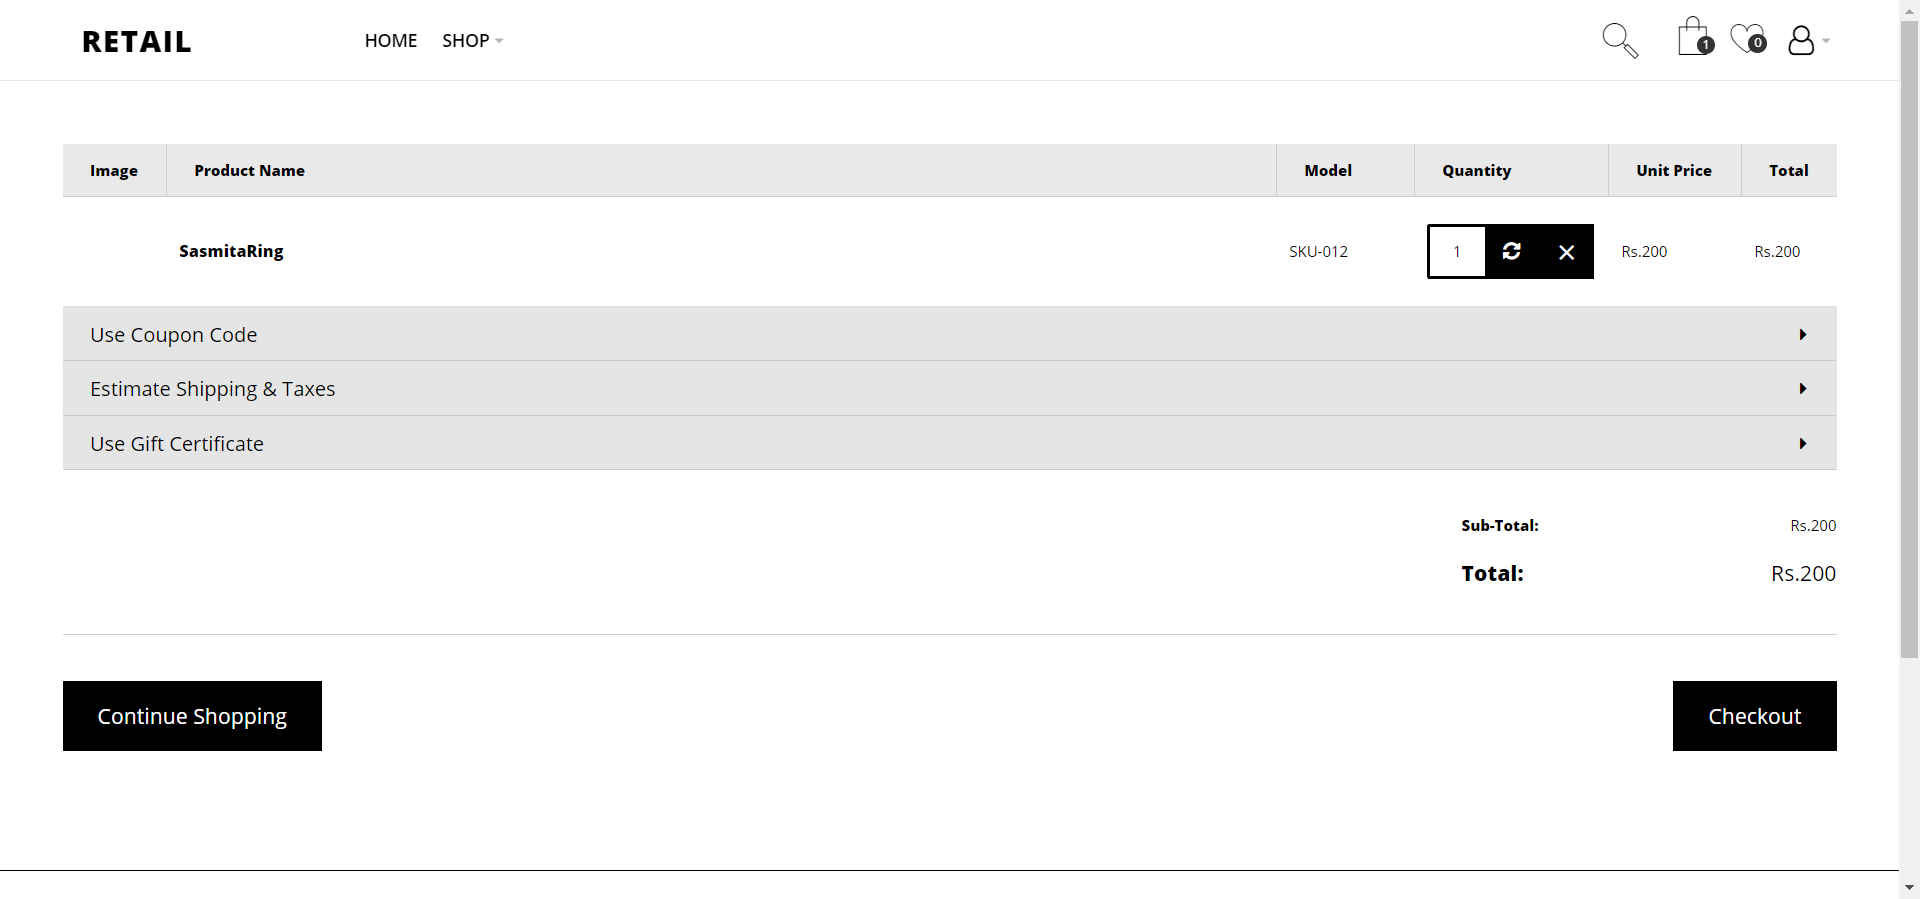 RETAIL HOME SHOP 1 0
Image Product Name Model Quantity Unit Price Total
SasmitaRing SKU-012 1 Rs.200 Rs.200
Use Coupon Code
Estimate Shipping & Taxes
Use Gift Certificate
Sub-Total: Rs.200
Total: Rs.200
Continue Shopping Checkout